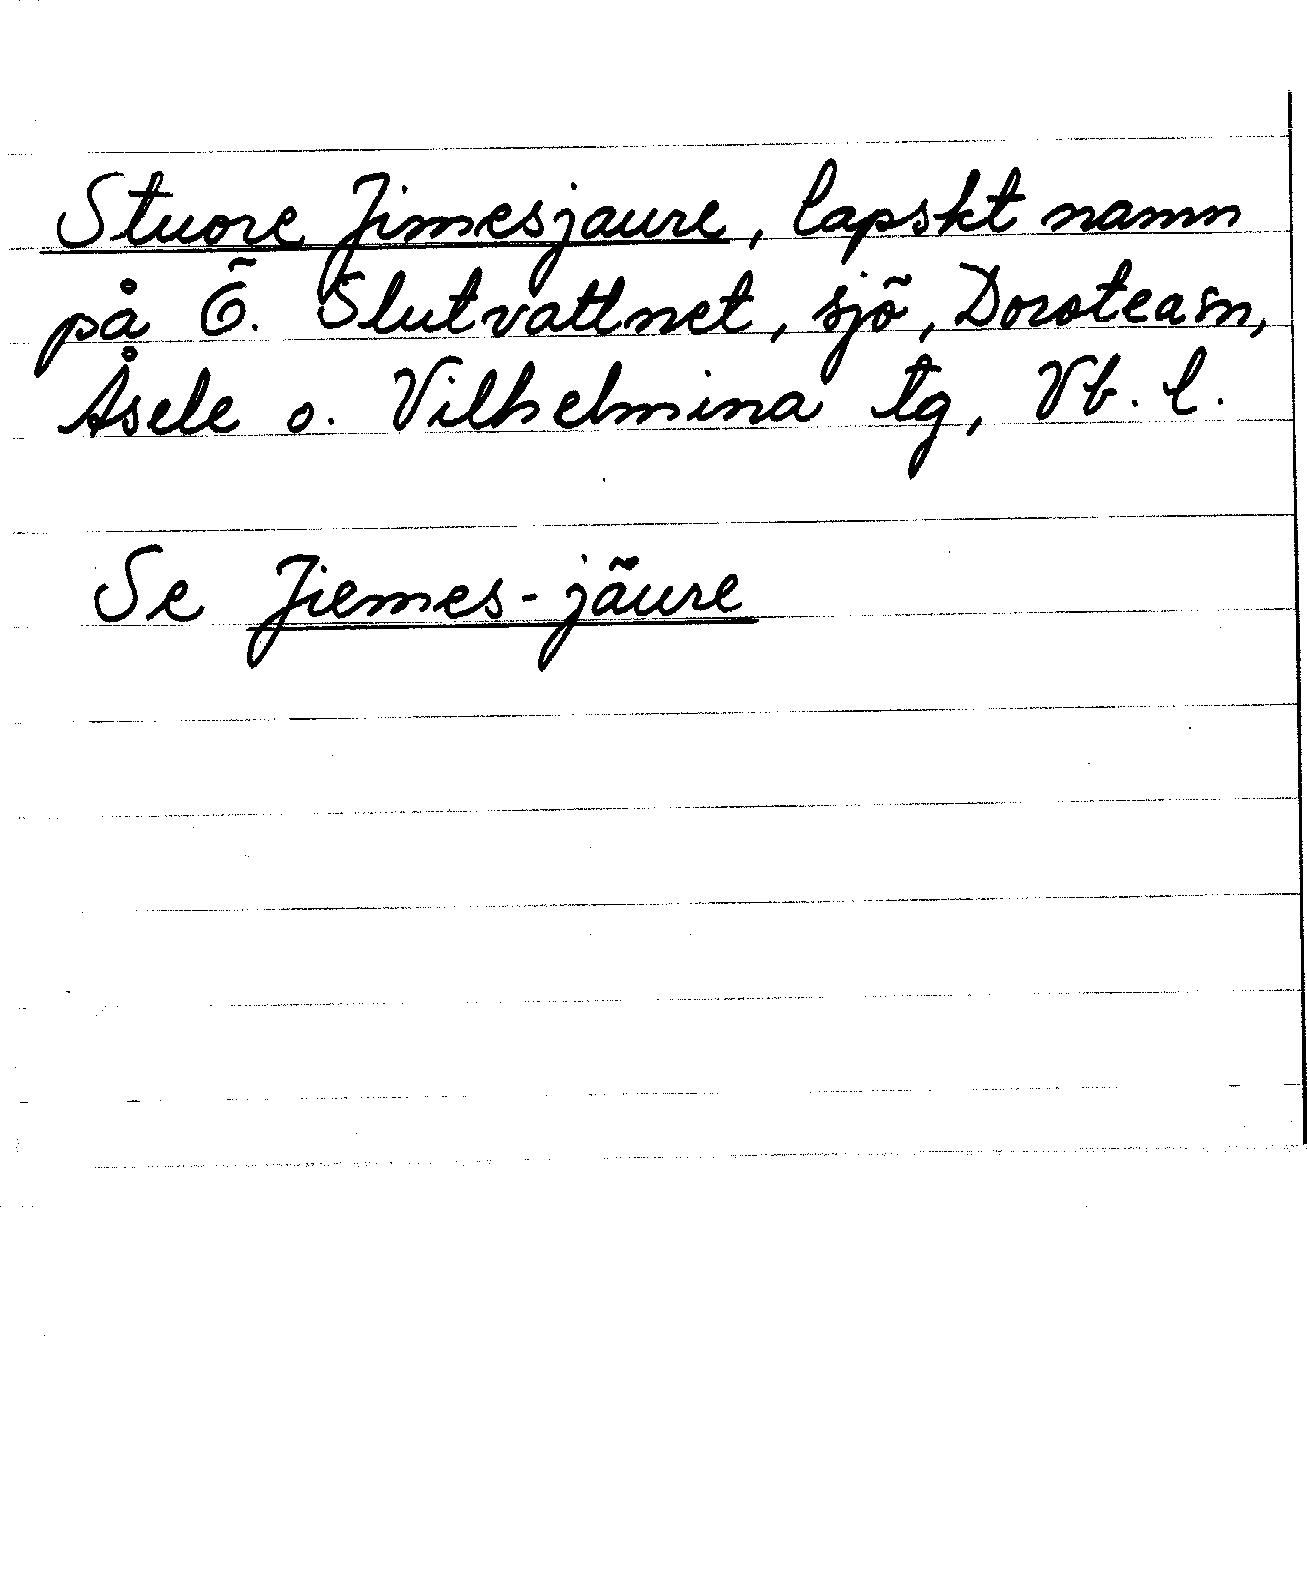 Stuore Jimesjaure, lapskt namn
på Ö. Slutvattnet, sjö, Dorotea sn,
Åsele o. Vilhelmina tg, Vb. l.
Se Jiemes-jäure